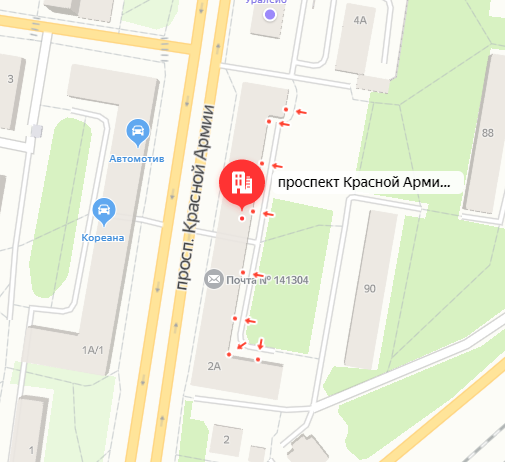 Уралсиб
4А
3
Автомотив
88
просп. Красной Армии
проспект Красной Арми...
Кореана
Почта № 141304
90
1А/1
2А
2
1